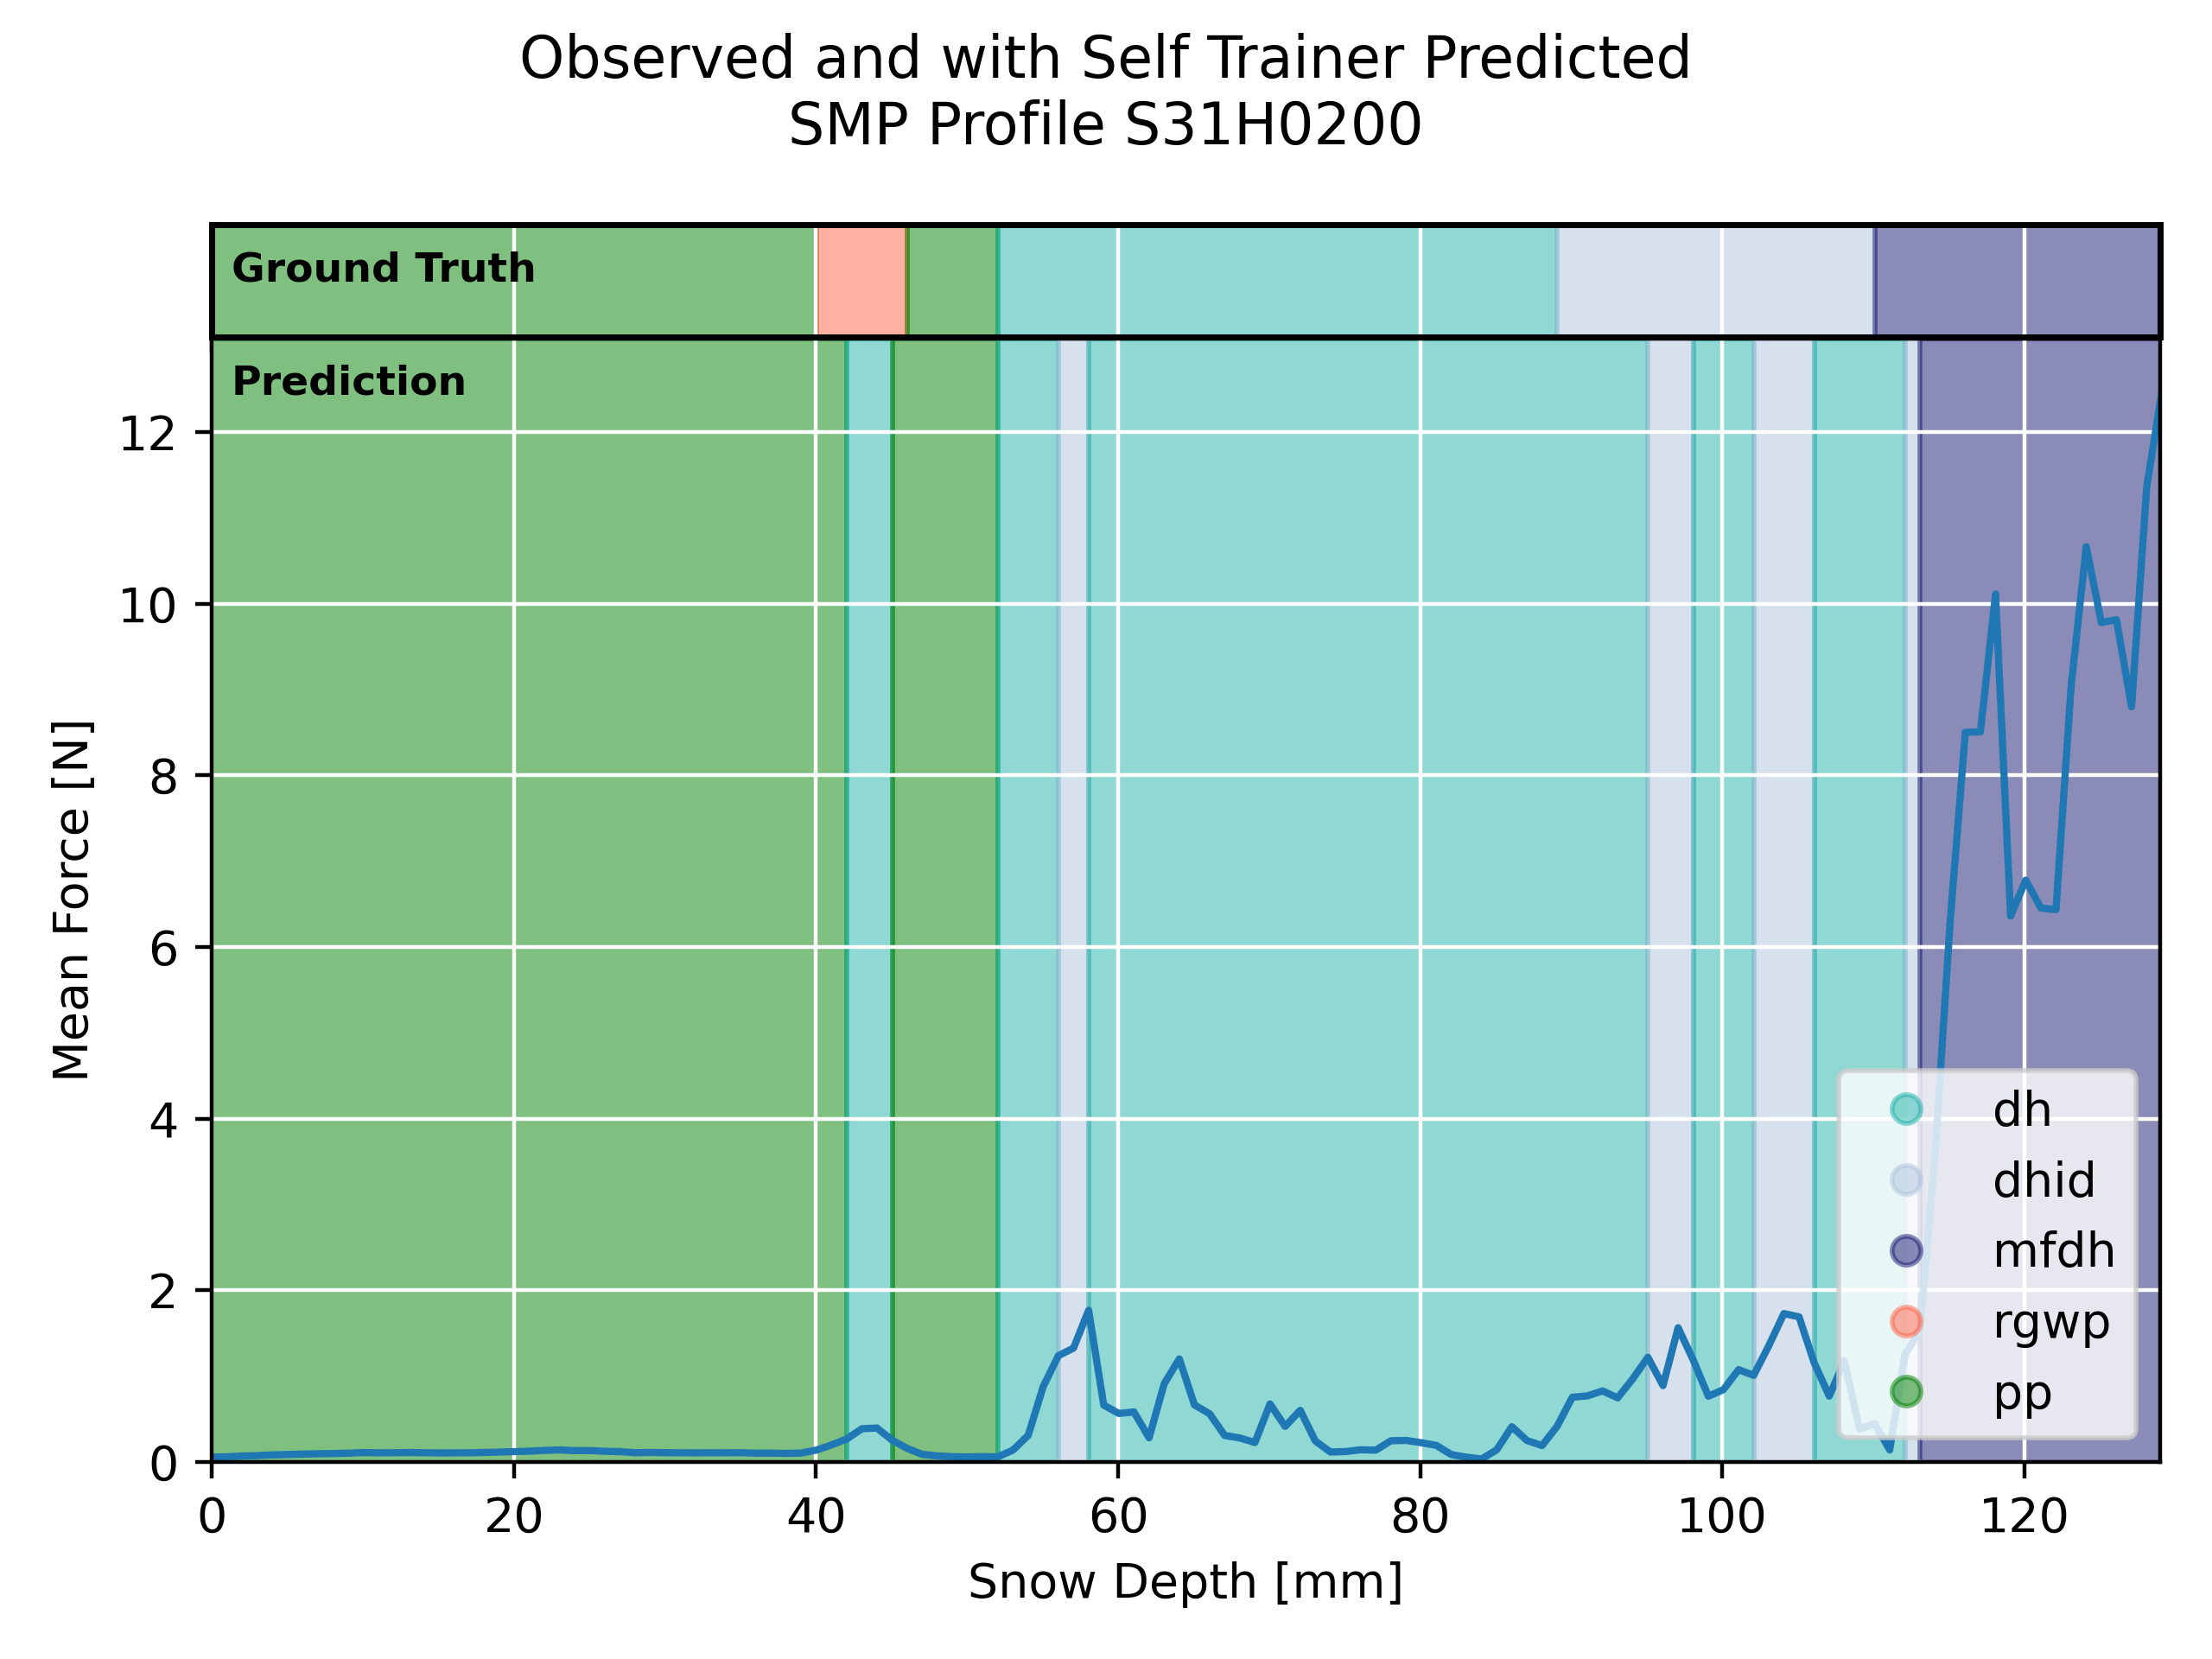 Observed and with Self Trainer Predicted
SMP Profile S31H0200
Ground Truth
Prediction
12
10
8
6
4
2
0
Mean Force [N]
dh
dhid
mfdh
rgwp
pp
0 20 40 60 80 100 120
Snow Depth [mm]